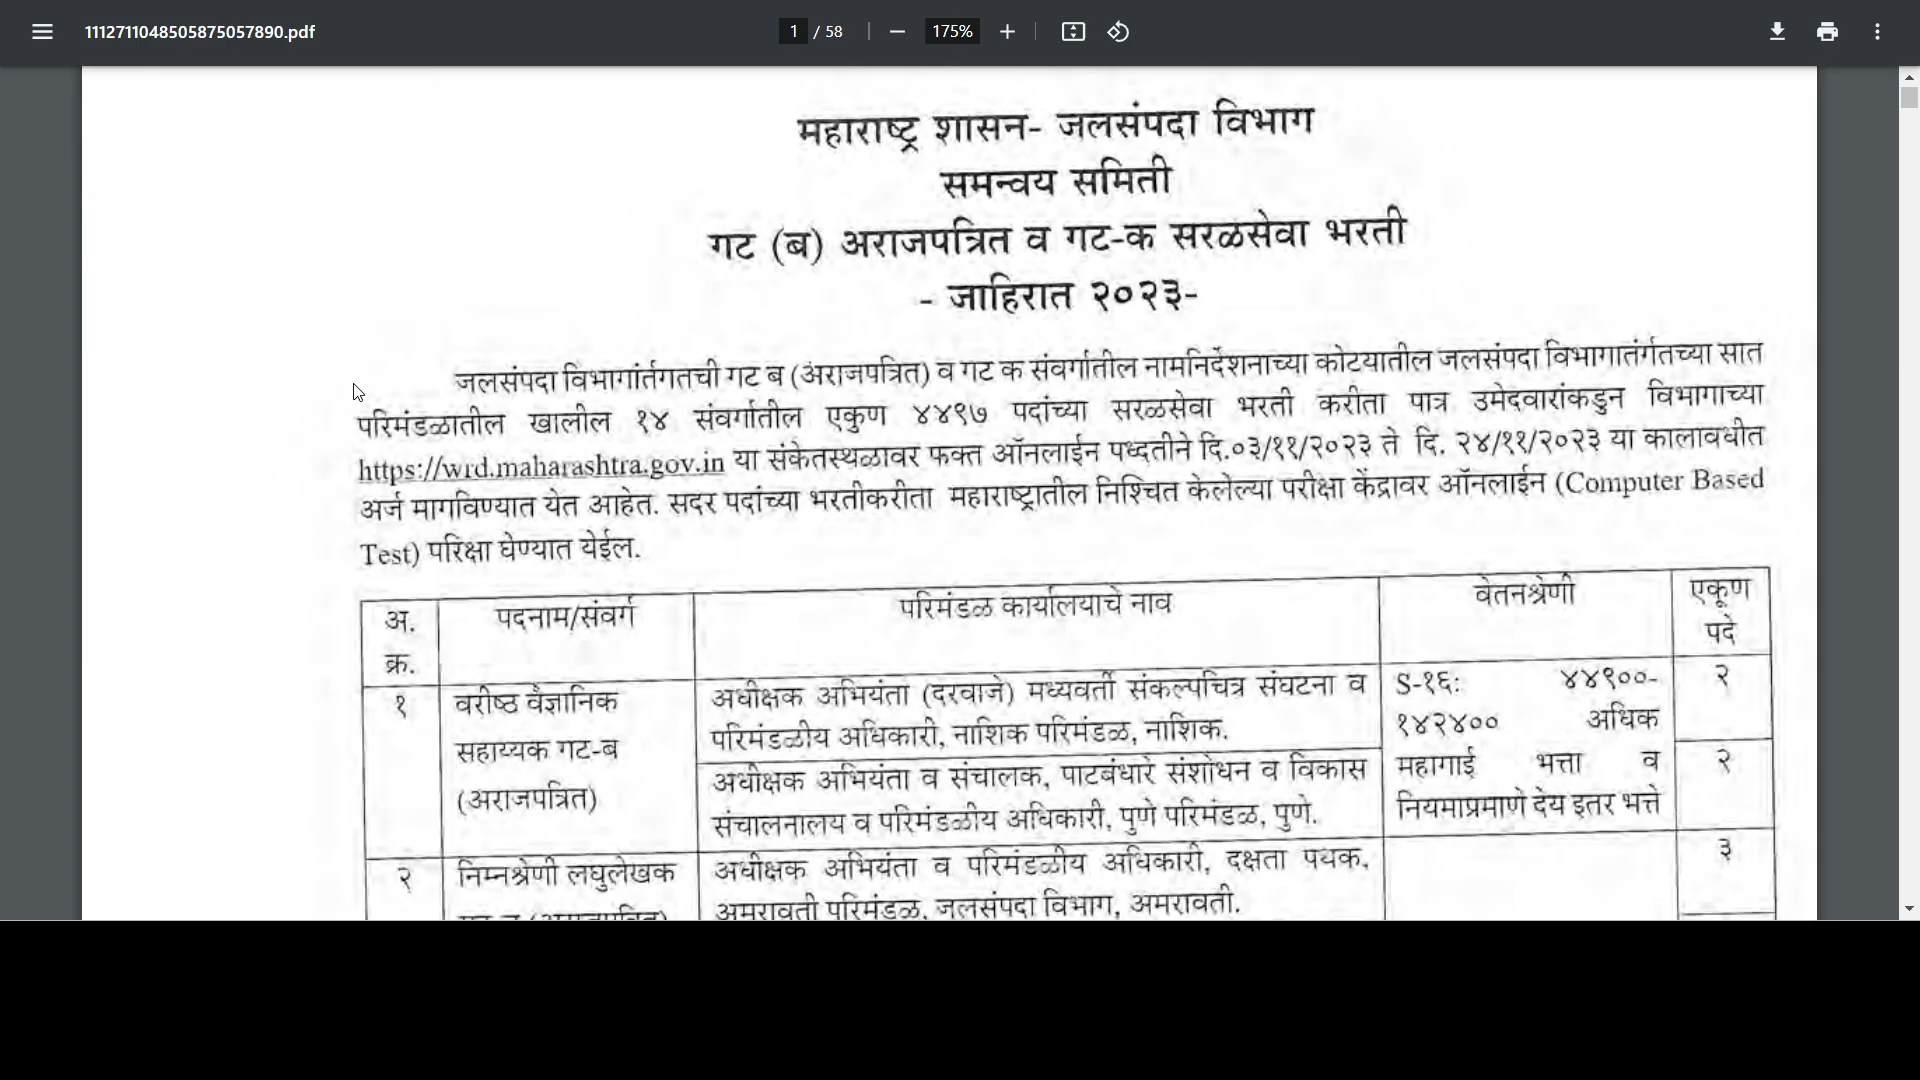 1112711048505875057890.pdf
1 / 58
175%
महाराष्ट्र शासन- जलसंपदा विभाग
समन्वय समिती
गट (ब) अराजपत्रित व गट-क सरळसेवा भरती
- जाहिरात २०२३-
जलसंपदा विभागांर्तगतची गट ब (अराजपत्रित) व गट क संवर्गातील नामनिर्देशनाच्या कोटयातील जलसंपदा विभागातंर्गतच्या सात
परिमंडळातील खालील १४ संवर्गातील एकुण ४४९७ पदांच्या सरळसेवा भरती करीता पात्र उमेदवारांकडुन विभागाच्या
https://wrd.maharashtra.gov.in या संकेतस्थळावर फक्त ऑनलाईन पध्दतीने दि.०३/११/२०२३ ते दि. २४/११/२०२३ या कालावधीत
अर्ज मागविण्यात येत आहेत. सदर पदांच्या भरतीकरीता महाराष्ट्रातील निश्चित केलेल्या परीक्षा केंद्रावर ऑनलाईन (Computer Based
Test) परिक्षा घेण्यात येईल.
अ. क्र. पदनाम/संवर्ग परिमंडळ कार्यालयाचे नाव वेतनश्रेणी एकूण पदे
१ वरीष्ठ वैज्ञानिक अधीक्षक अभियंता (दरवाजे) मध्यवर्ती संकल्पचित्र संघटना व S-१६: ४४९००- २
सहाय्यक गट-ब परिमंडळीय अधिकारी, नाशिक परिमंडळ, नाशिक. १४२४०० अधिक
(अराजपत्रित) अधीक्षक अभियंता व संचालक, पाटबंधारे संशोधन व विकास महागाई भत्ता व २
संचालनालय व परिमंडळीय अधिकारी, पुणे परिमंडळ, पुणे. नियमाप्रमाणे देय इतर भत्ते
२ निम्नश्रेणी लघुलेखक अधीक्षक अभियंता व परिमंडळीय अधिकारी, दक्षता पथक, ३
अमरावती परिमंडळ, जलसंपदा विभाग, अमरावती.